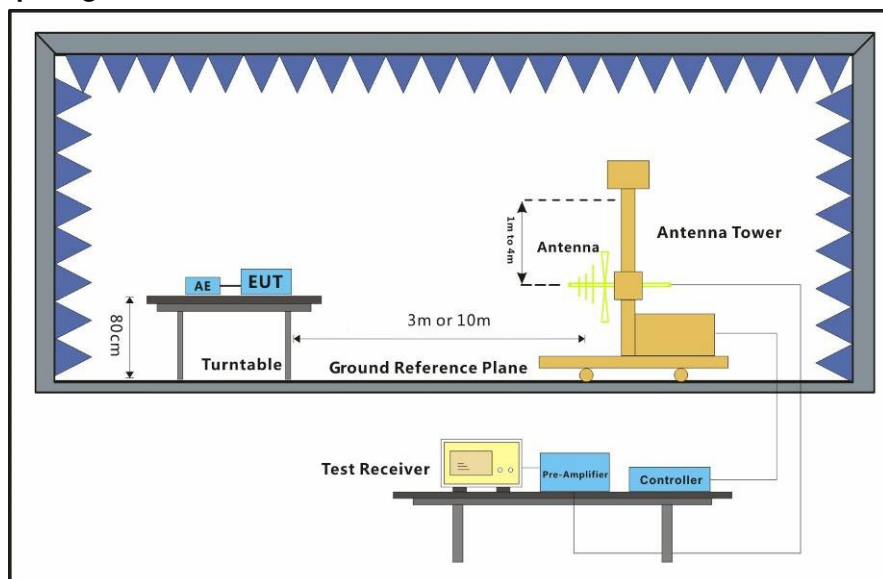 1m to 4m
Antenna
Antenna Tower
AE
EUT
80cm
3m or 10m
Turntable
Ground Reference Plane
Test Receiver
Pre-Amplifier
Controller